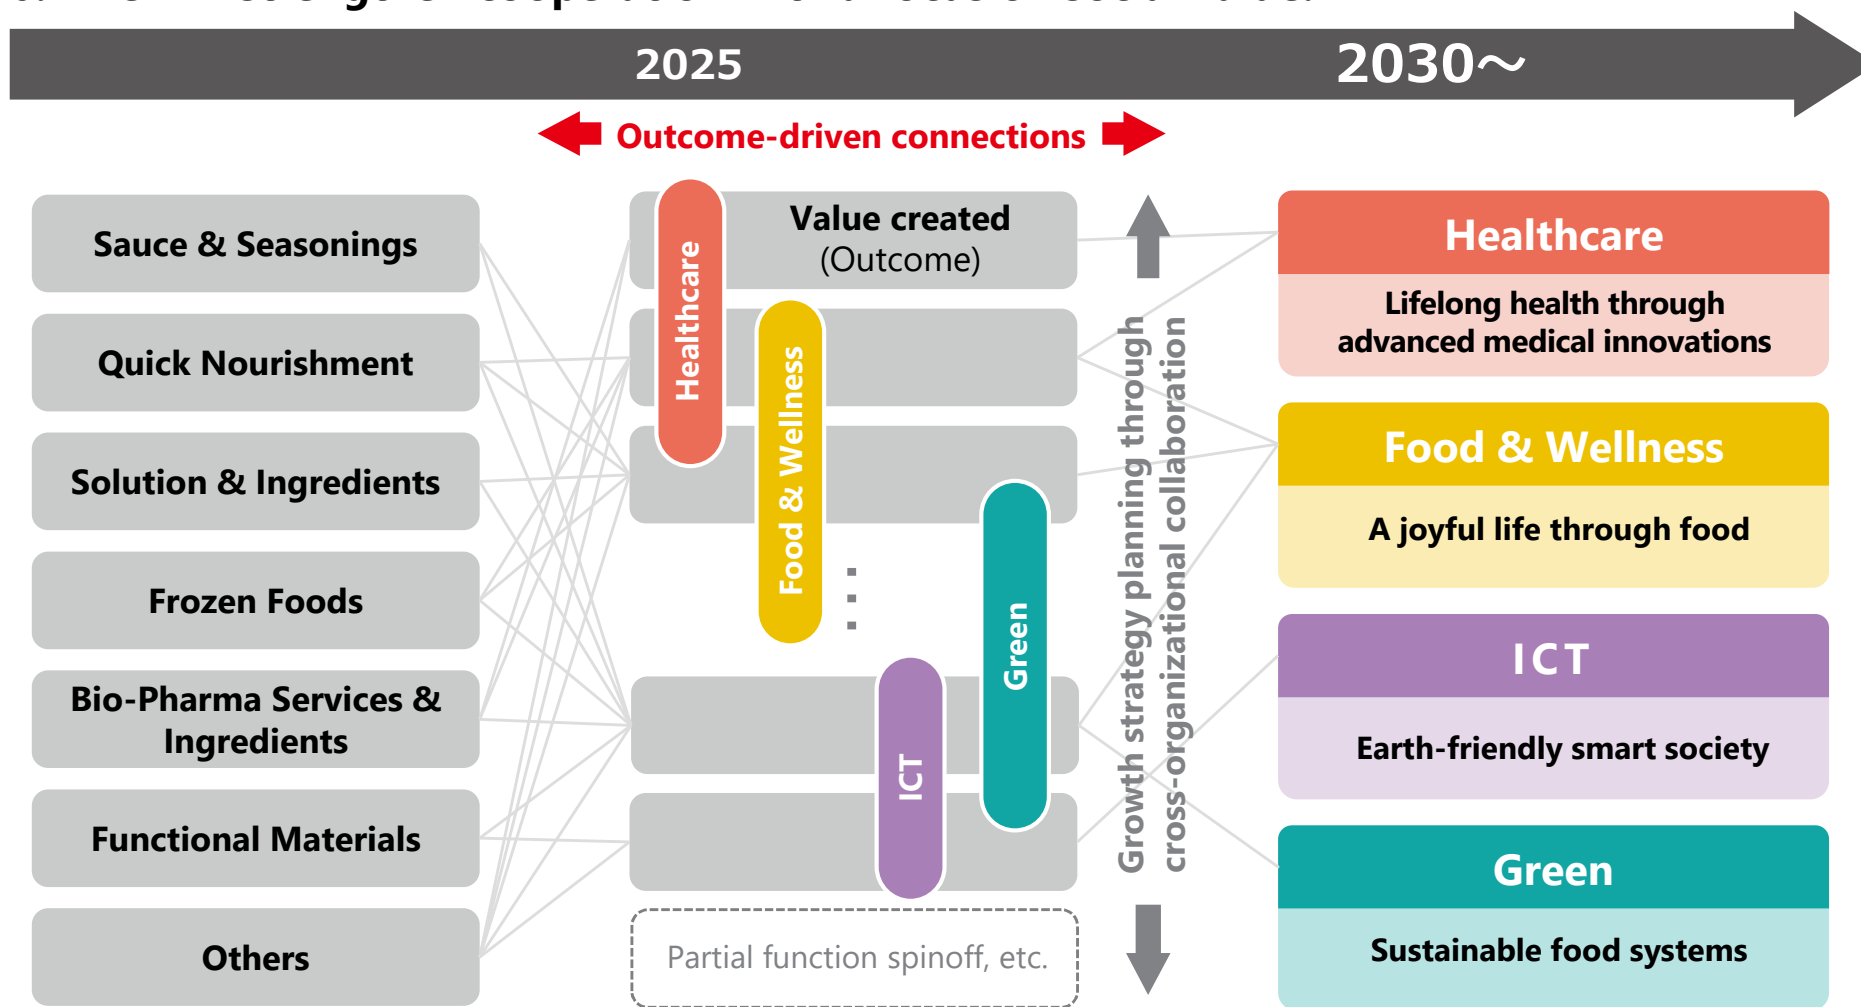 2025
2030～
Outcome-driven connections
Sauce & Seasonings
Quick Nourishment
Solution & Ingredients
Frozen Foods
Bio-Pharma Services &
Ingredients
Functional Materials
Others
Value created
(Outcome)
Healthcare
Food & Wellness
⋮
ICT
Green
Partial function spinoff, etc.
Growth strategy planning through
cross-organizational collaboration
Healthcare
Lifelong health through
advanced medical innovations
Food & Wellness
A joyful life through food
ICT
Earth-friendly smart society
Green
Sustainable food systems